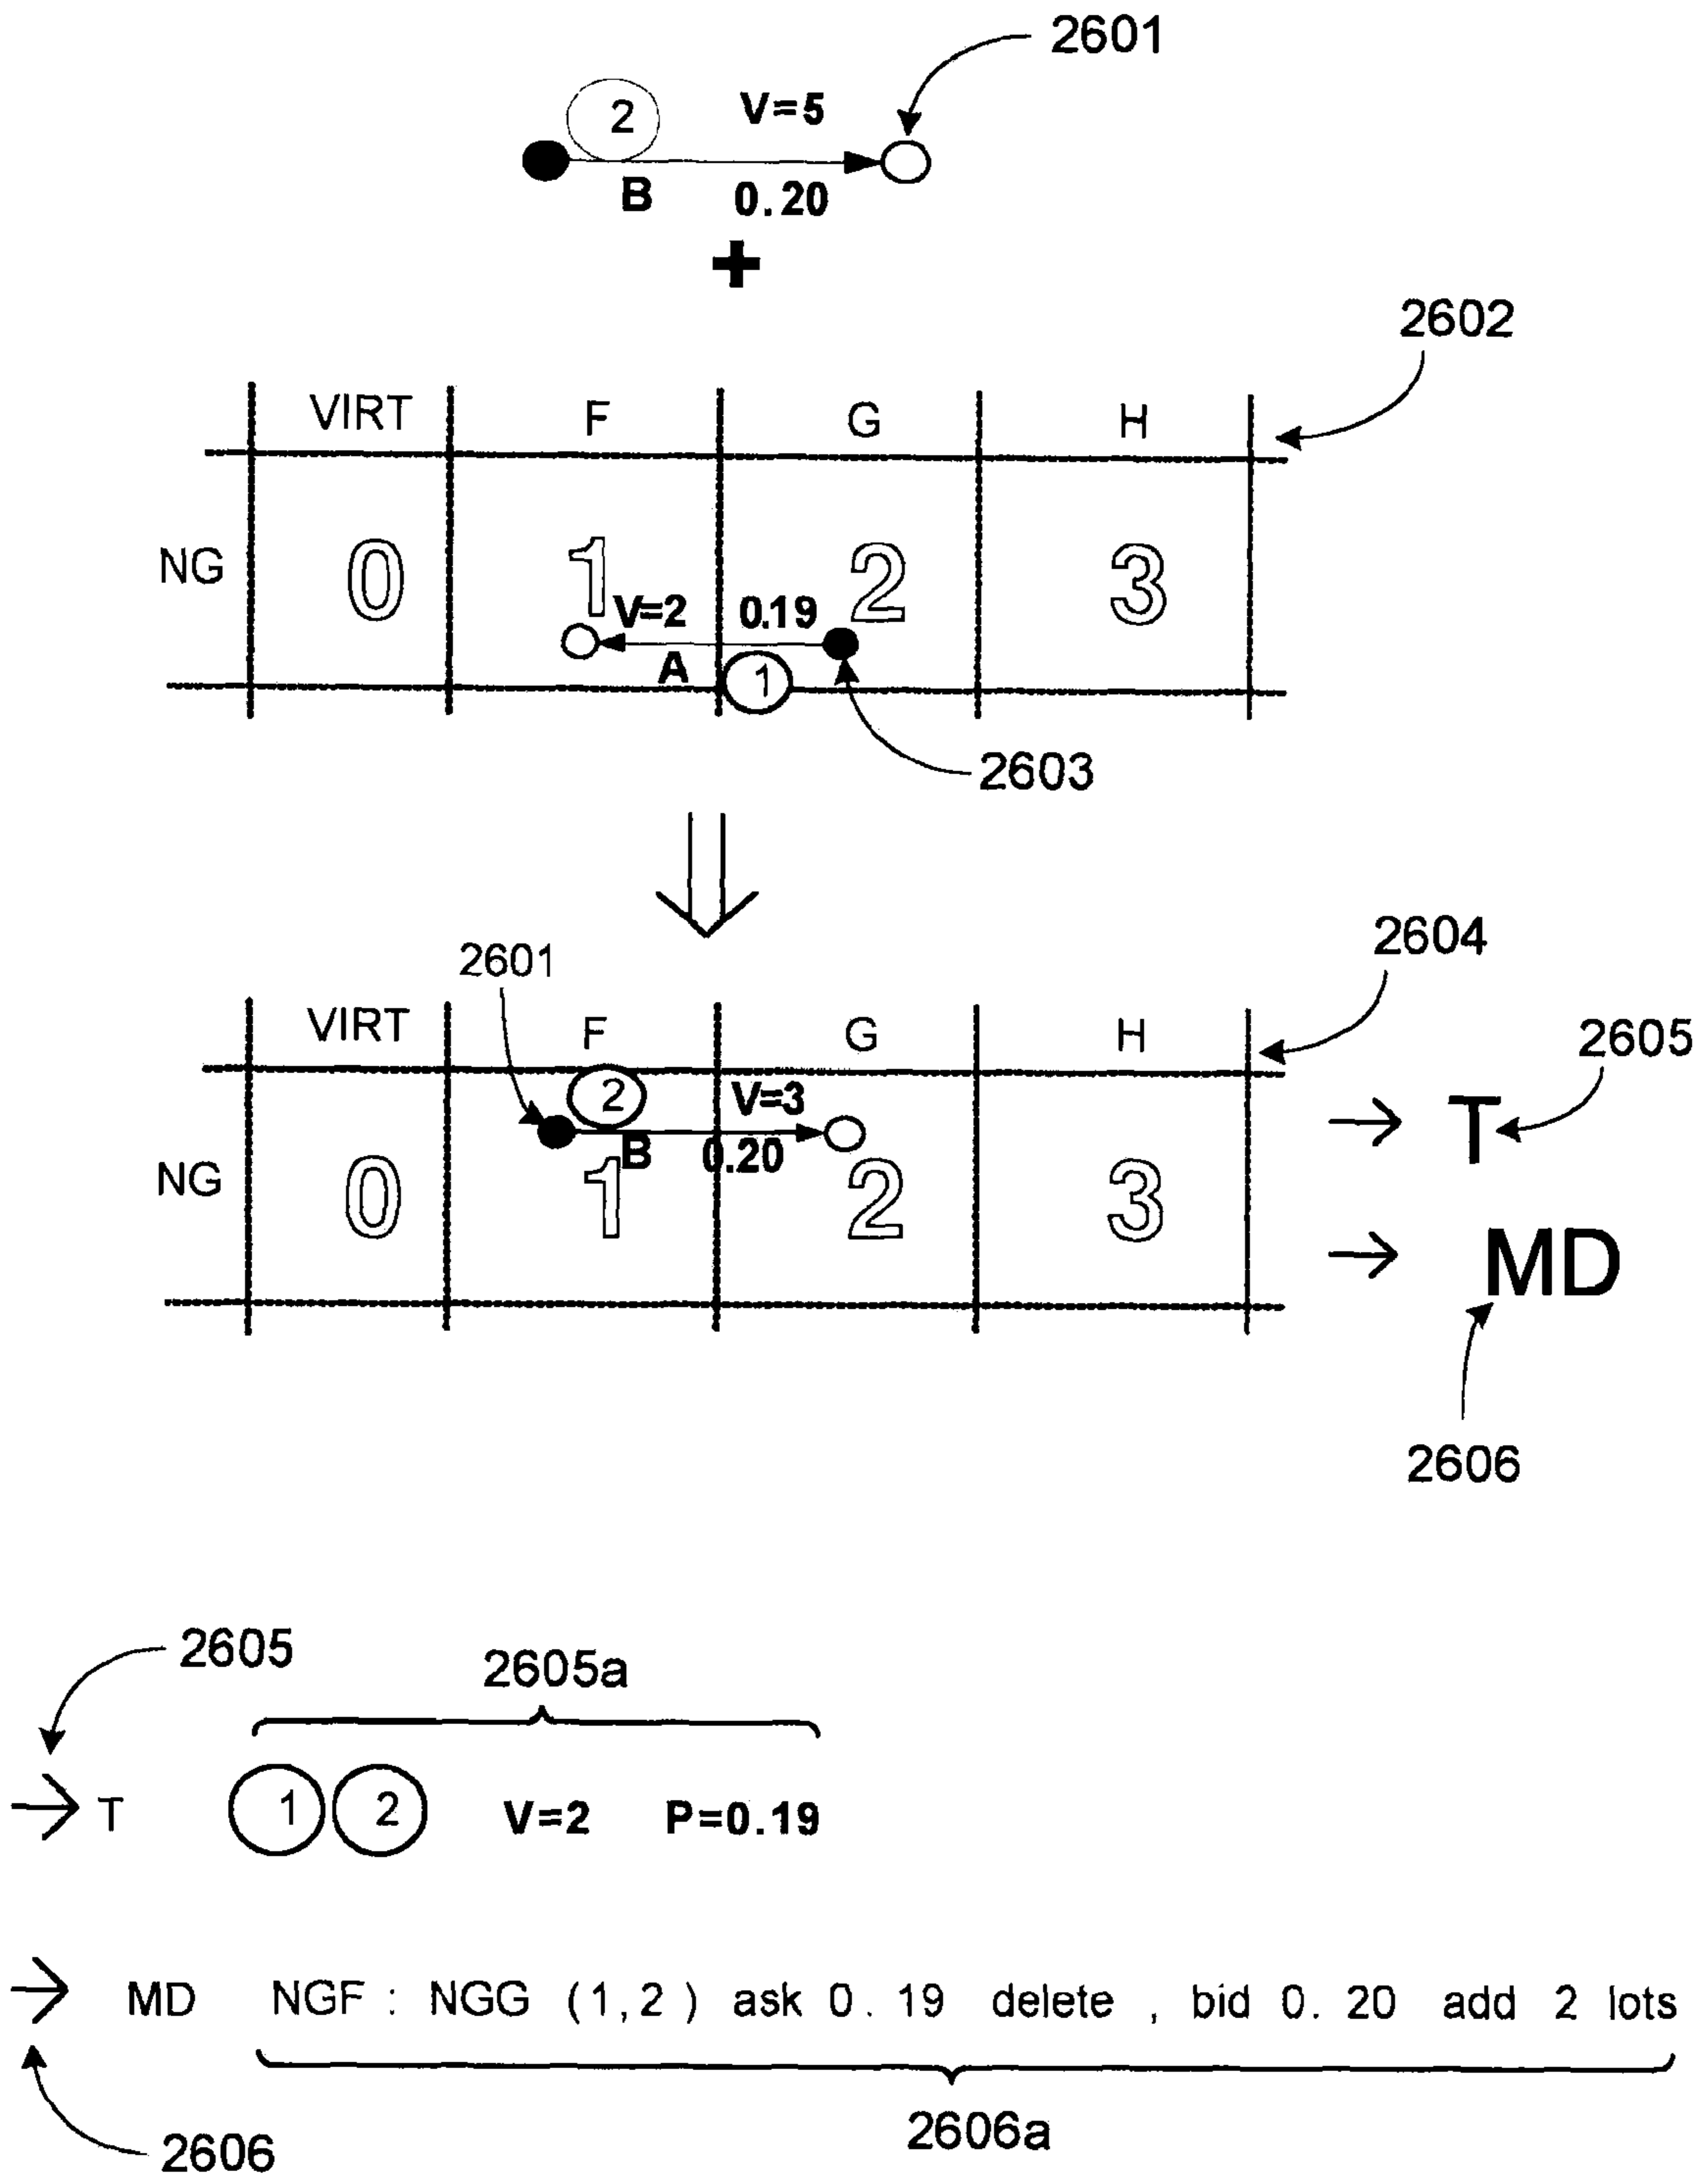 2601
2 V=5
B 0.20
+
2602
VIRT F G H
NG 0 1 2 3
V=2 0.19
A 1
2603
2604
2601
2605
VIRT F G H
2 V=3
T
B 0.20
NG 0 1 2 3
MD
2606
2605
2605a
T 1 2 V=2 P=0.19
MD NGF : NGG (1,2) ask 0.19 delete , bid 0.20 add 2 lots
2606a
2606